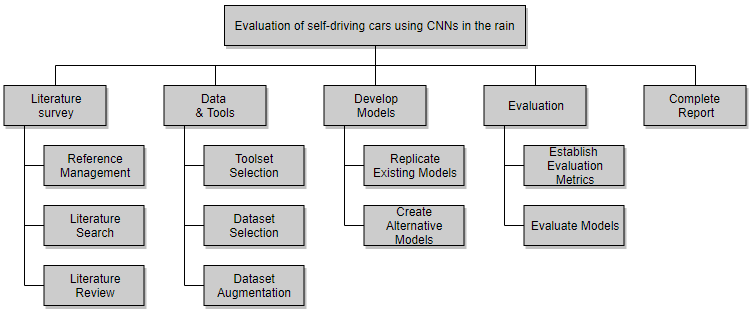 Evaluation of self-driving cars using CNNs in the rain
Literature
survey
Data
& Tools
Develop
Models
Evaluation
Complete
Report
Reference
Management
Literature
Search
Literature
Review
Toolset
Selection
Dataset
Selection
Dataset
Augmentation
Replicate
Existing Models
Create
Alternative
Models
Establish
Evaluation
Metrics
Evaluate Models